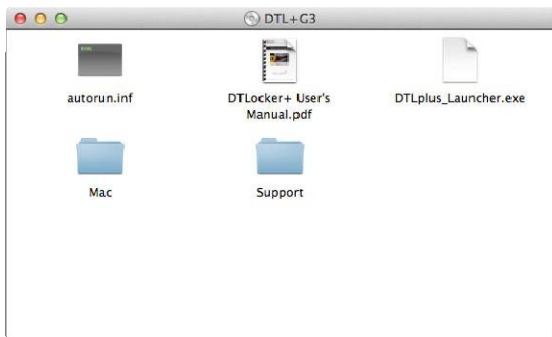 DTL+G3
autorun.inf
DTLocker+ User's
Manual.pdf
DTLplus_Launcher.exe
Mac
Support